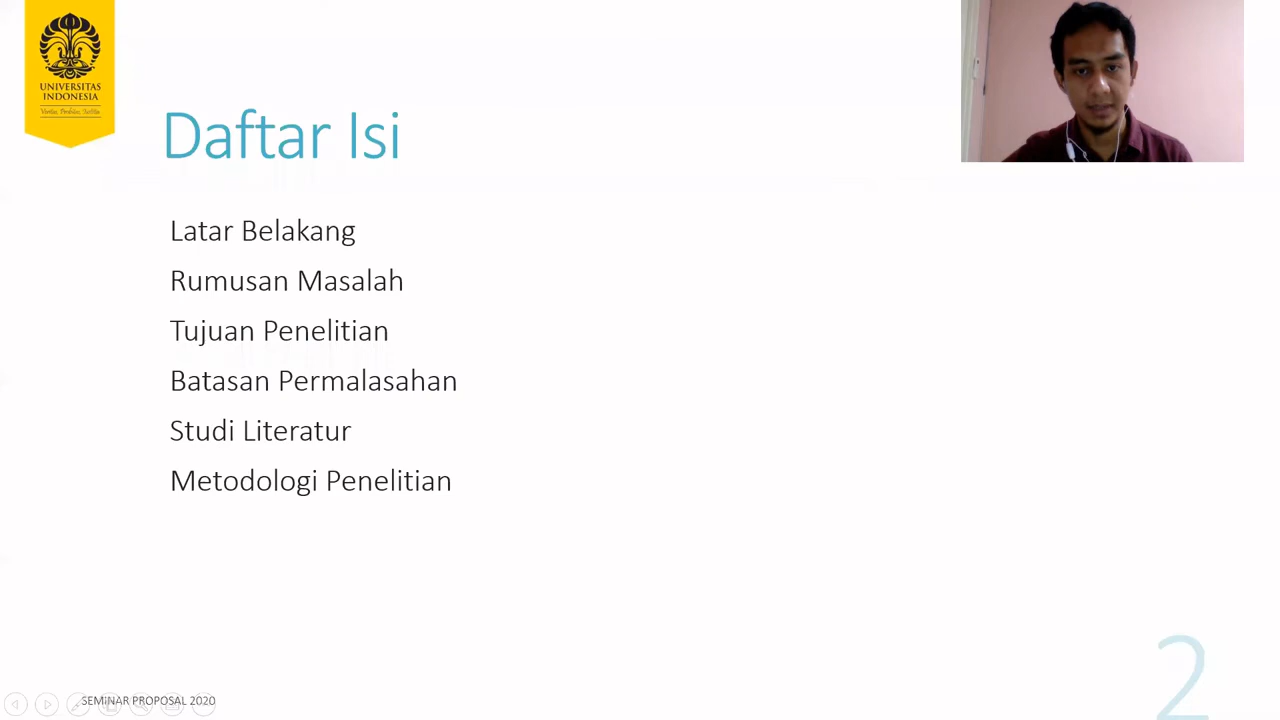 UNIVERSITAS
INDONESIA
Veritas, Probitas, Iustitia
Daftar Isi
Latar Belakang
Rumusan Masalah
Tujuan Penelitian
Batasan Permalasahan
Studi Literatur
Metodologi Penelitian
SEMINAR PROPOSAL 2020
2